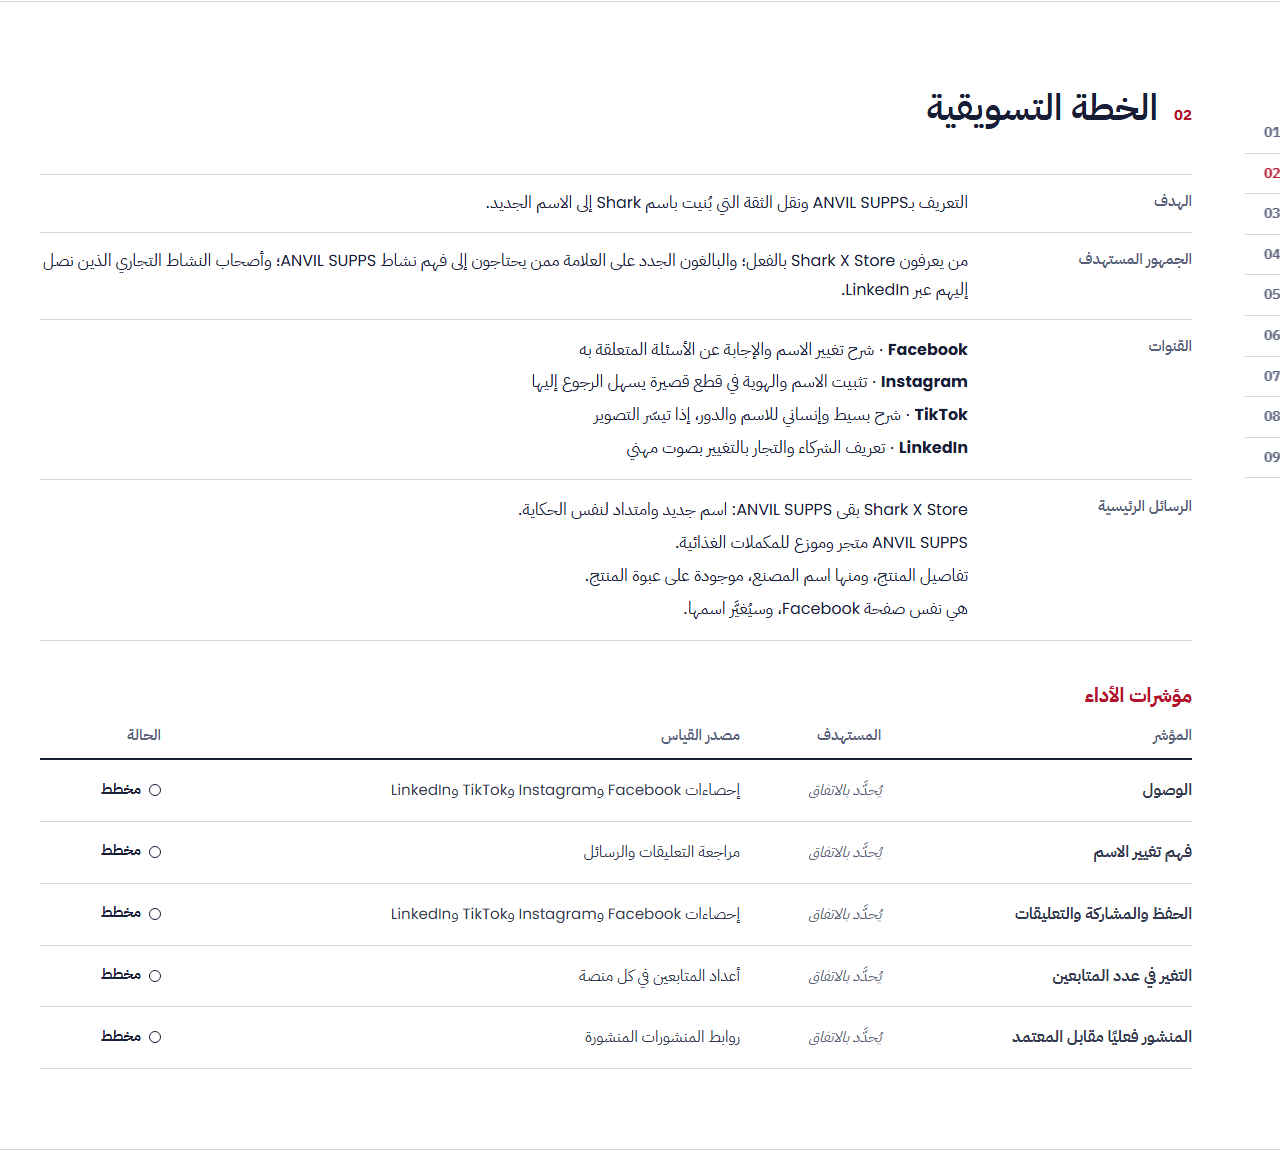 02 الخطة التسويقية
01
02
03
04
05
06
07
08
09
الهدف
التعريف بـANVIL SUPPS ونقل الثقة التي بُنيت باسم Shark إلى الاسم الجديد.
الجمهور المستهدف
من يعرفون Shark X Store بالفعل؛ والبالغون الجدد على العلامة ممن يحتاجون إلى فهم نشاط ANVIL SUPPS؛ وأصحاب النشاط التجاري الذين نصل
إليهم عبر LinkedIn.
القنوات
Facebook · شرح تغيير الاسم والإجابة عن الأسئلة المتعلقة به
Instagram · تثبيت الاسم والهوية في قطع قصيرة يسهل الرجوع إليها
TikTok · شرح بسيط وإنساني للاسم والدور، إذا تيسّر التصوير
LinkedIn · تعريف الشركاء والتجار بالتغيير بصوت مهني
الرسائل الرئيسية
Shark X Store بقى ANVIL SUPPS: اسم جديد وامتداد لنفس الحكاية.
ANVIL SUPPS متجر وموزع للمكملات الغذائية.
تفاصيل المنتج، ومنها اسم المصنع، موجودة على عبوة المنتج.
هي نفس صفحة Facebook، وسيُغيَّر اسمها.
مؤشرات الأداء
المؤشر المستهدف مصدر القياس الحالة
الوصول يُحدَّد بالاتفاق إحصاءات Facebook وInstagram وTikTok وLinkedIn مخطط
فهم تغيير الاسم يُحدَّد بالاتفاق مراجعة التعليقات والرسائل مخطط
الحفظ والمشاركة والتعليقات يُحدَّد بالاتفاق إحصاءات Facebook وInstagram وTikTok وLinkedIn مخطط
التغير في عدد المتابعين يُحدَّد بالاتفاق أعداد المتابعين في كل منصة مخطط
المنشور فعليًا مقابل المعتمد يُحدَّد بالاتفاق روابط المنشورات المنشورة مخطط